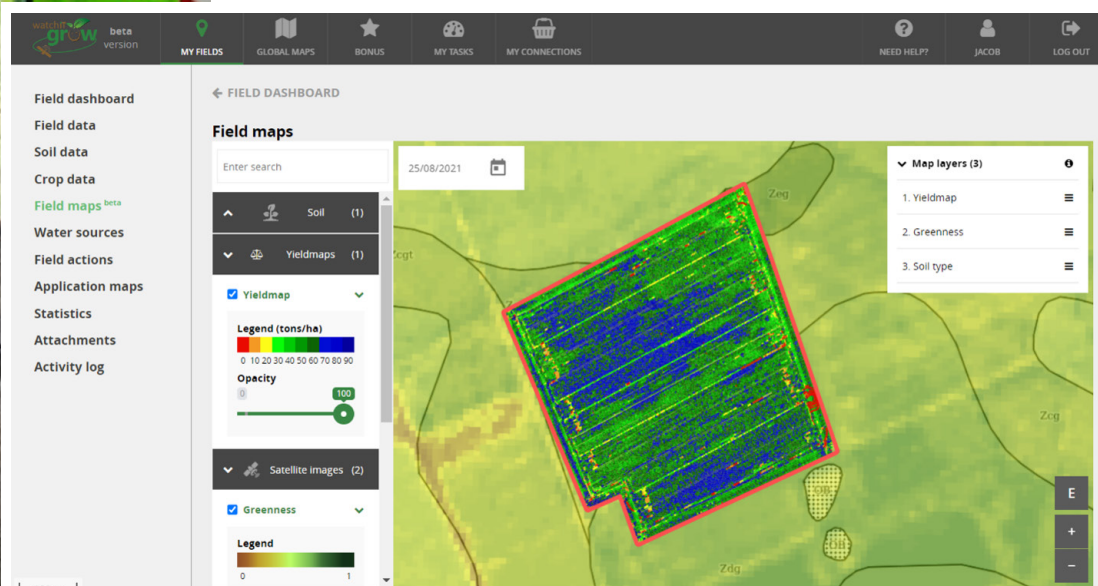 watchITgrow
beta
version
MY FIELDS
GLOBAL MAPS
BONUS
MY TASKS
MY CONNECTIONS
NEED HELP?
JACOB
LOG OUT
Field dashboard
Field data
Soil data
Crop data
Field maps beta
Water sources
Field actions
Application maps
Statistics
Attachments
Activity log
FIELD DASHBOARD
Field maps
Enter search
Soil (1)
Yieldmaps (1)
Yieldmap
Legend (tons/ha)
0 10 20 30 40 50 60 70 80 90
Opacity
0 100
Satellite images (2)
Greenness
Legend
0 1
25/08/2021
Map layers (3)
1. Yieldmap
2. Greenness
3. Soil type
Zeg
Zcgt
Zcg
OB
OB
Zdg
E
+
−